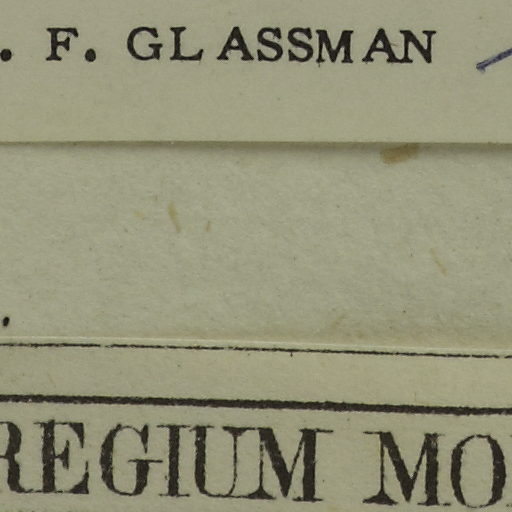 . F. GLASSMAN
.
REGIUM MO